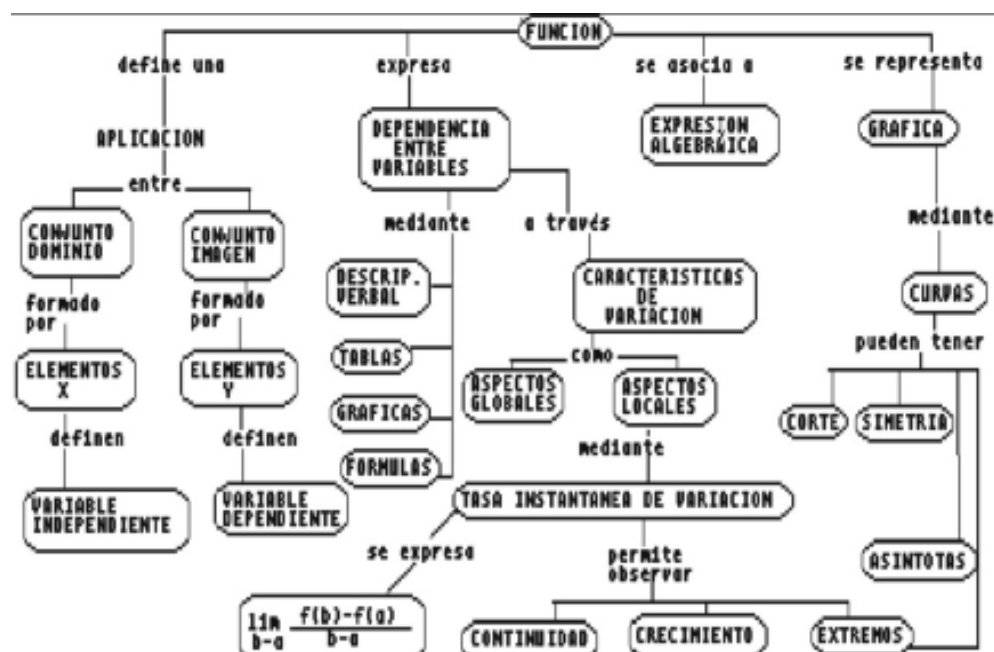 FUNCION
define una
expresa
se asocia a
se representa
APLICACION
DEPENDENCIA
ENTRE
VARIABLES
EXPRESION
ALGEBRÁICA
GRAFICA
entre
CONJUNTO
DOMINIO
CONJUNTO
IMAGEN
mediante
a través
mediante
DESCRIP.
VERBAL
CARACTERISTICAS
DE
VARIACION
CURVAS
formado
por
formado
por
TABLAS
como
pueden tener
ELEMENTOS
X
ELEMENTOS
Y
ASPECTOS
GLOBALES
ASPECTOS
LOCALES
GRAFICAS
CORTE
SIMETRIA
definen
definen
mediante
FORMULAS
VARIABLE
INDEPENDIENTE
VARIABLE
DEPENDIENTE
TASA INSTANTANEA DE VARIACION
se expresa
permite
observar
ASINTOTAS
lim f(b)-f(a)
b-a b-a
CONTINUIDAD
CRECIMIENTO
EXTREMOS